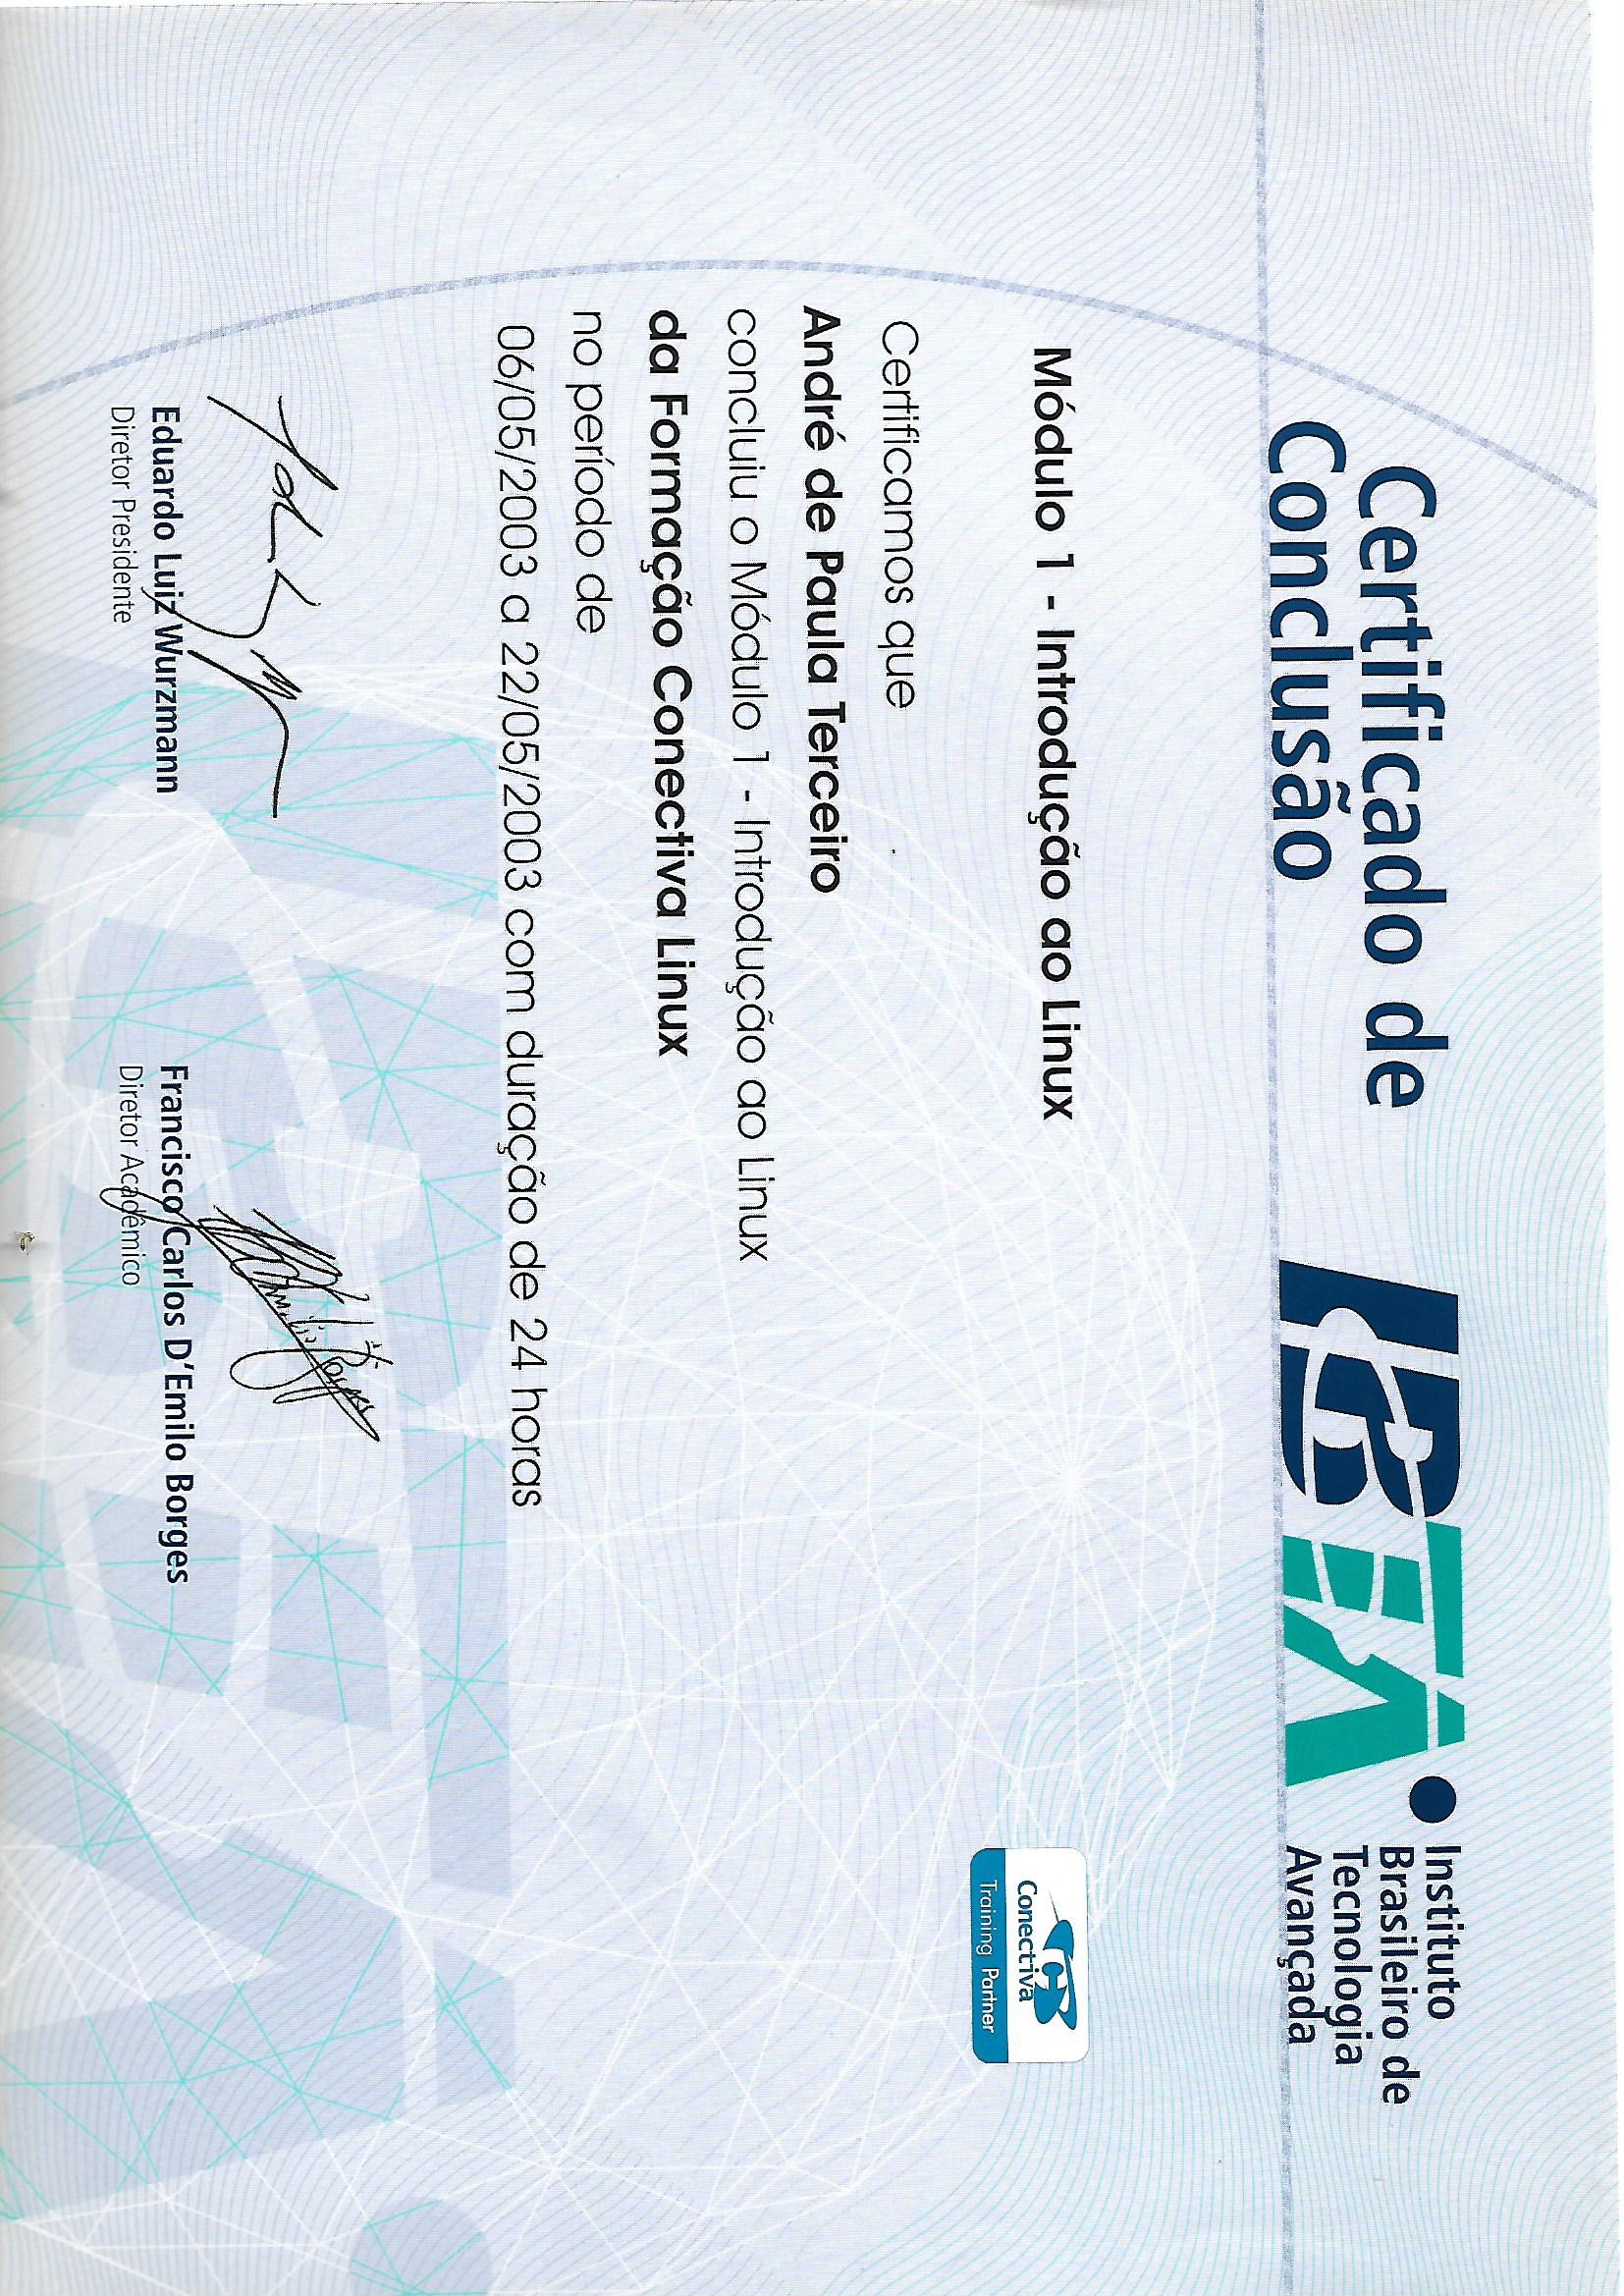 Certificado de
Conclusão
IBTA
Instituto
Brasileiro de
Tecnologia
Avançada
Módulo 1 - Introdução ao Linux
Conectiva
Training Partner
Certificamos que
André de Paula Terceiro
concluiu o Módulo 1 - Introdução ao Linux
da Formação Conectiva Linux
no período de
06/05/2003 a 22/05/2003 com duração de 24 horas
Eduardo Luiz Wurzmann
Diretor Presidente
Francisco Carlos D'Emilo Borges
Diretor Acadêmico